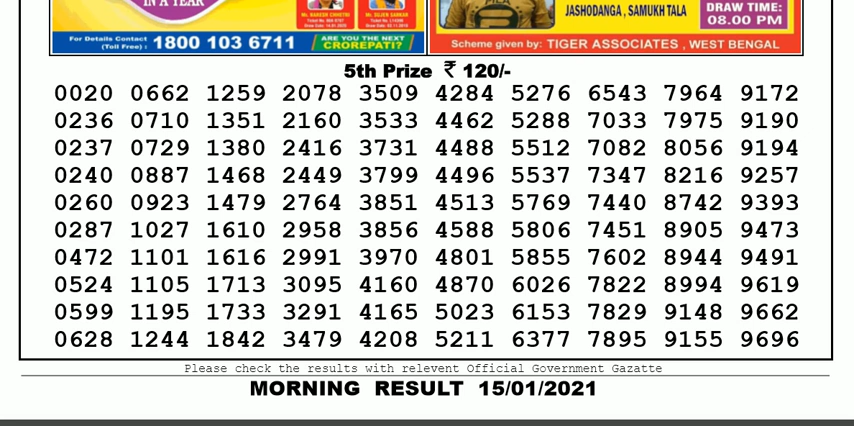 IN A YEAR
Mr. NARESH CHHETRI
Mr. SUJEN SARKAR
For Details Contact
(Toll Free) : 1800 103 6711
ARE YOU THE NEXT
CROREPATI?
JASHODANGA , SAMUKH TALA
DRAW TIME:
08.00 PM
Scheme given by: TIGER ASSOCIATES , WEST BENGAL
5th Prize ₹ 120/-
0020 0662 1259 2078 3509 4284 5276 6543 7964 9172
0236 0710 1351 2160 3533 4462 5288 7033 7975 9190
0237 0729 1380 2416 3731 4488 5512 7082 8056 9194
0240 0887 1468 2449 3799 4496 5537 7347 8216 9257
0260 0923 1479 2764 3851 4513 5769 7440 8742 9393
0287 1027 1610 2958 3856 4588 5806 7451 8905 9473
0472 1101 1616 2991 3970 4801 5855 7602 8944 9491
0524 1105 1713 3095 4160 4870 6026 7822 8994 9619
0599 1195 1733 3291 4165 5023 6153 7829 9148 9662
0628 1244 1842 3479 4208 5211 6377 7895 9155 9696
Please check the results with relevent Official Government Gazatte
MORNING RESULT 15/01/2021